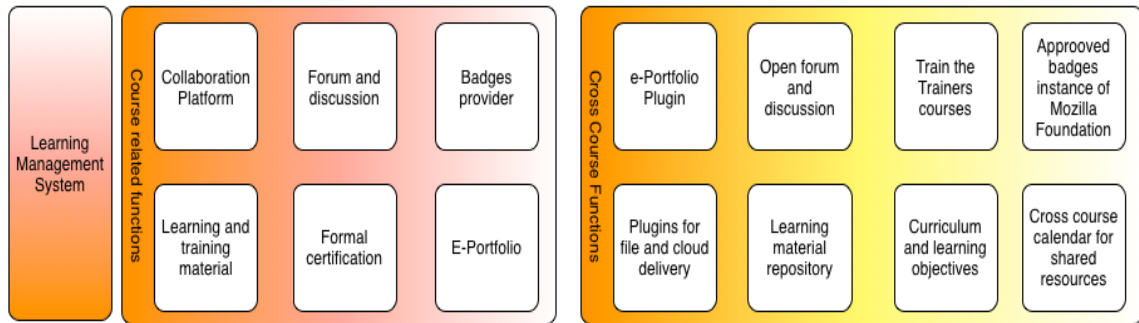 Learning
Management
System
Course related functions
Collaboration
Platform
Forum and
discussion
Badges
provider
Learning and
training
material
Formal
certification
E-Portfolio
Cross Course Functions
e-Portfolio
Plugin
Open forum
and
discussion
Train the
Trainers
courses
Approoved
badges
instance of
Mozilla
Foundation
Plugins for
file and cloud
delivery
Learning
material
repository
Curriculum
and learning
objectives
Cross course
calendar for
shared
resources